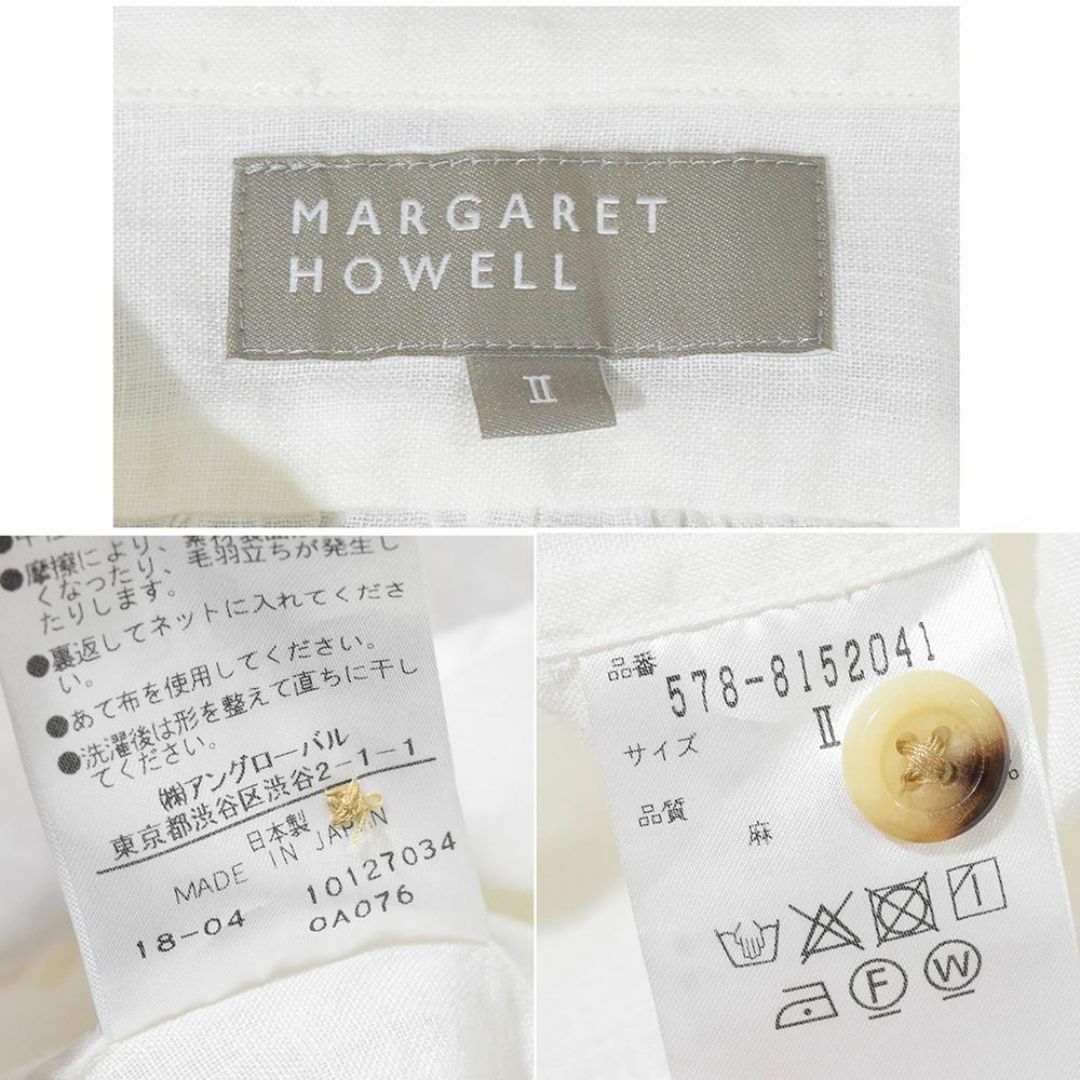 MARGARET
HOWELL
II
摩擦により、
毛羽立ちが発生し
くなったり、
たりします。
裏返してネットに入れてくださ
い。
あて布を使用してください。
洗濯後は形を整えて直ちに干し
てください。
㈱アングローバル
東京都渋谷区渋谷2-1-1
日本製
MADE IN JAPAN
10127034
18-04 0A076
品番 578-8152041
サイズ II
品質 麻
F W